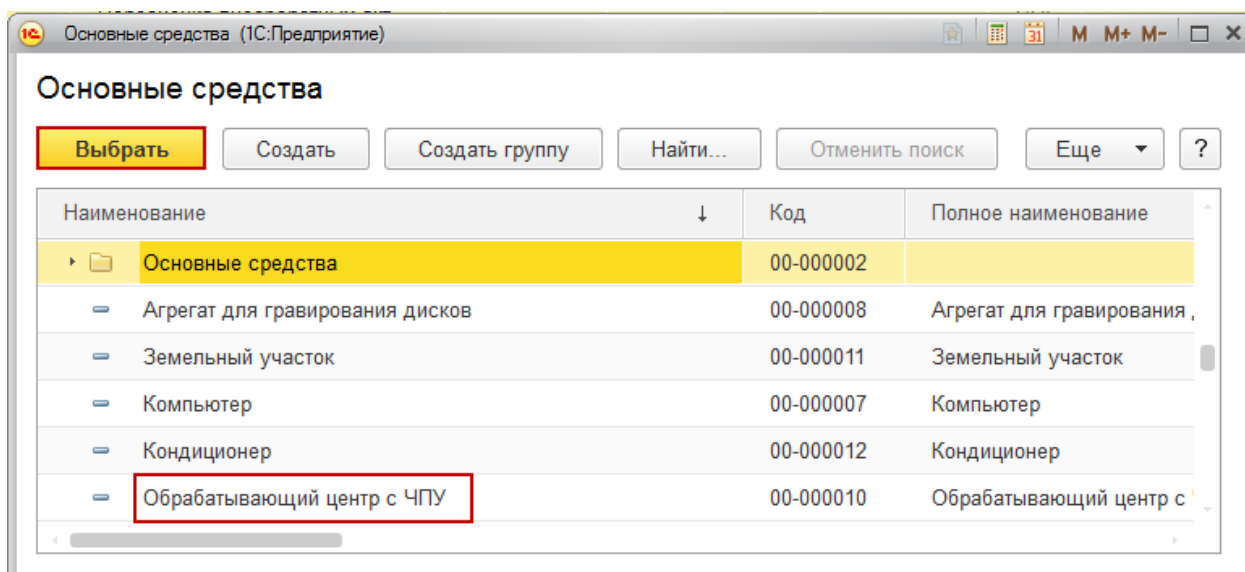 Основные средства (1С:Предприятие) 31 M M+ M-
Основные средства
Выбрать Создать Создать группу Найти... Отменить поиск Еще ?
Наименование ↓ Код Полное наименование
Основные средства 00-000002
Агрегат для гравирования дисков 00-000008 Агрегат для гравирования
Земельный участок 00-000011 Земельный участок
Компьютер 00-000007 Компьютер
Кондиционер 00-000012 Кондиционер
Обрабатывающий центр с ЧПУ 00-000010 Обрабатывающий центр с